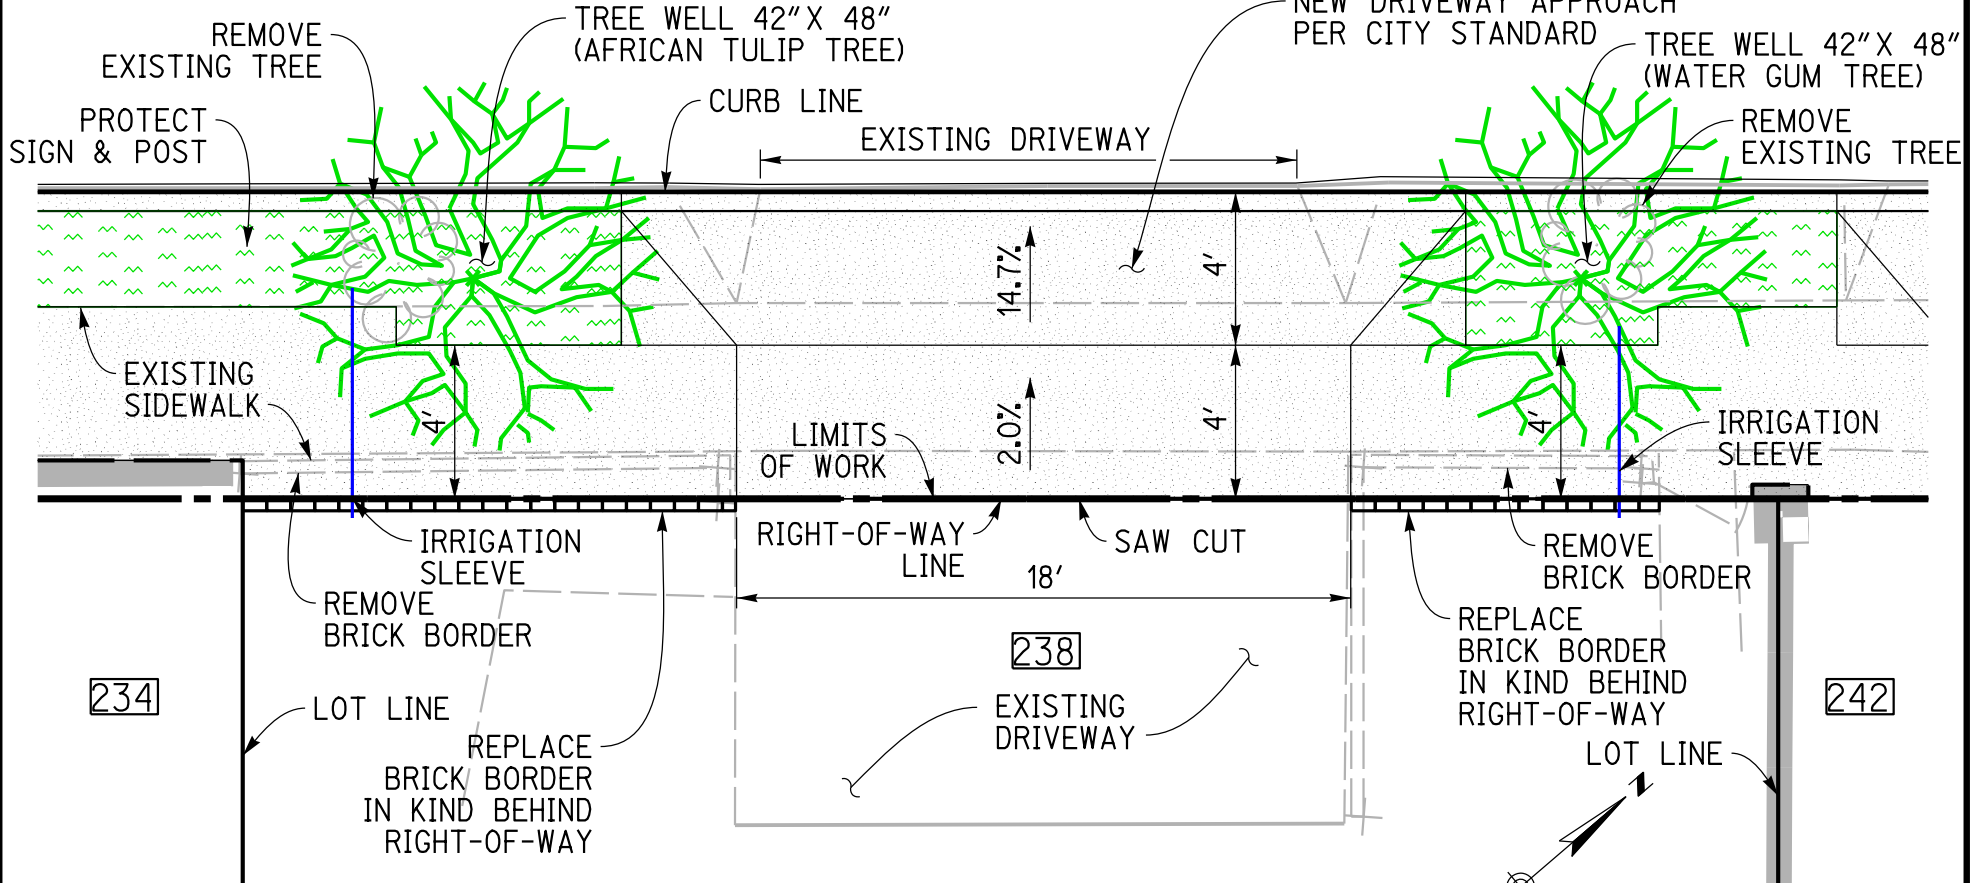 REMOVE
EXISTING TREE
TREE WELL 42"X 48"
(AFRICAN TULIP TREE)
NEW DRIVEWAY APPROACH
PER CITY STANDARD
TREE WELL 42"X 48"
(WATER GUM TREE)
PROTECT
SIGN & POST
CURB LINE
EXISTING DRIVEWAY
REMOVE
EXISTING TREE
14.7%
4'
EXISTING
SIDEWALK
4'
2.0%
4'
4'
LIMITS
OF WORK
IRRIGATION
SLEEVE
IRRIGATION
SLEEVE
RIGHT-OF-WAY
LINE
SAW CUT
REMOVE
BRICK BORDER
18'
REMOVE
BRICK BORDER
REPLACE
BRICK BORDER
IN KIND BEHIND
RIGHT-OF-WAY
234
238
242
LOT LINE
EXISTING
DRIVEWAY
REPLACE
BRICK BORDER
IN KIND BEHIND
RIGHT-OF-WAY
LOT LINE
N